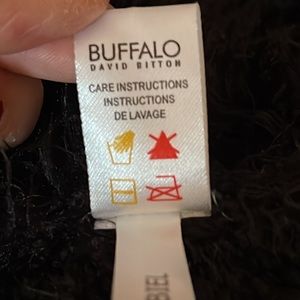 BUFFALO
DAVID BITTON
CARE INSTRUCTIONS
INSTRUCTIONS
DE LAVAGE